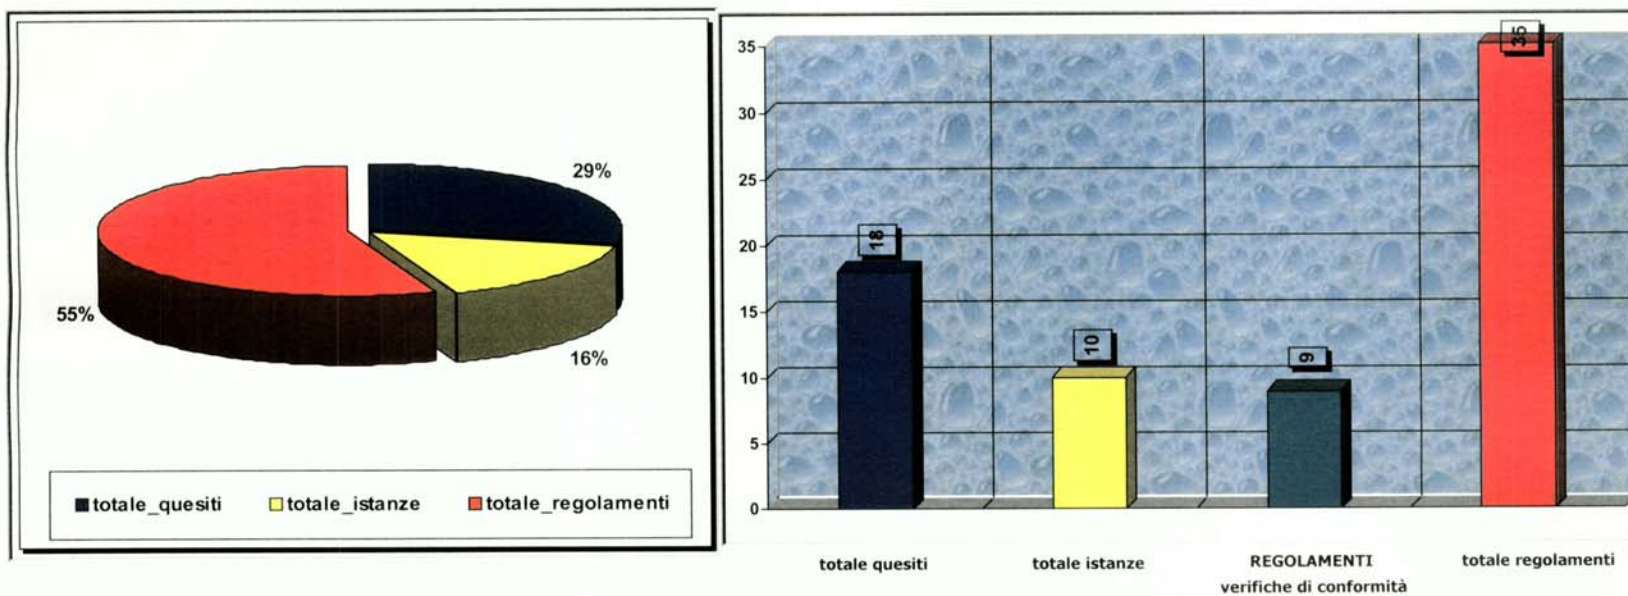 29%
55%
16%
totale_quesiti totale_istanze totale_regolamenti
35
30
25
20
15
10
5
0
18
10
9
35
totale quesiti
totale istanze
REGOLAMENTI
verifiche di conformità
totale regolamenti